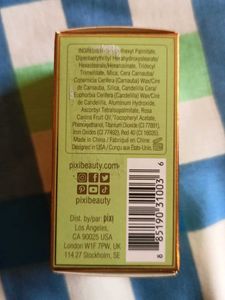 INGREDIENTS: Ethylhexyl Palmitate,
Dipentaerythrityl Hexahydroxystearate/
Hexastearate/Hexarosinate, Tridecyl
Trimellitate, Mica, Cera Carnauba/
Copernicia Cerifera (Carnauba) Wax/Cire
de Carnauba, Silica, Candelilla Cera/
Euphorbia Cerifera (Candelilla) Wax/Cire
de Candelilla, Aluminum Hydroxide,
Ascorbyl Tetraisopalmitate, Rosa
Canina Fruit Oil, Tocopheryl Acetate,
Phenoxyethanol, Titanium Dioxide (CI 77891),
Iron Oxides (CI 77492), Red 40 (CI 16035).
Made in China / Fabriqué en Chine
Designed in USA/Conçu aux États-Unis.
pixibeauty.com
pixibeauty
Dist. by/par: pixi
Los Angeles,
CA 90025 USA
London W1F 7PW, UK
114 27 Stockholm, SE
8 85190 31003 6